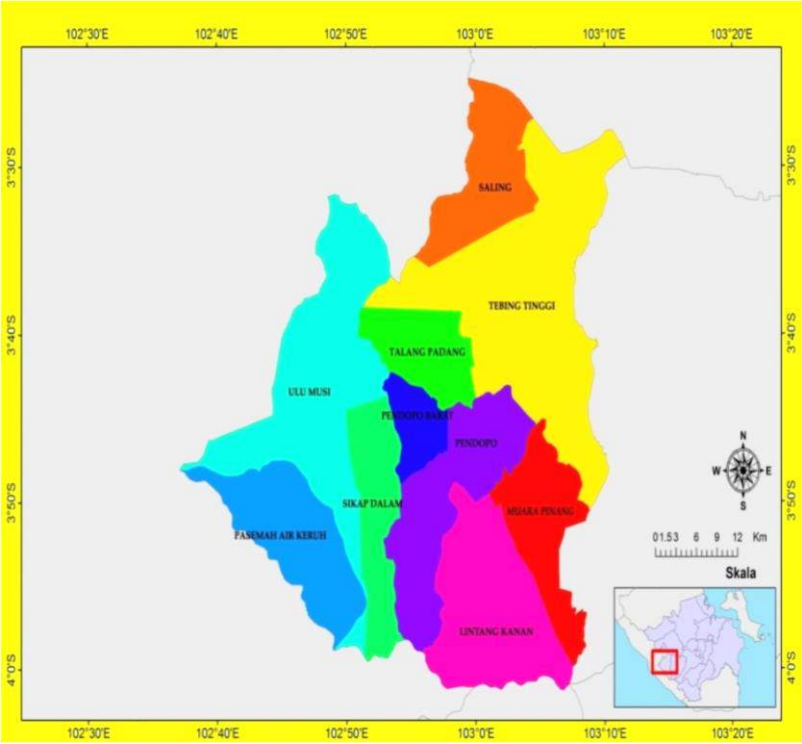 102°30'E 102°40'E 102°50'E 103°0'E 103°10'E 103°20'E
3°30'S 3°30'S
SALING
TEBING TINGGI
3°40'S 3°40'S
TALANG PADANG
ULU MUSI
PENDOPO BARAT
PENDOPO
N
W E
S
3°50'S 3°50'S
SIKAP DALAM
MUARA PINANG
PASEMAH AIR KERUH
01.53 6 9 12 Km
Skala
LINTANG KANAN
4°0'S 4°0'S
102°30'E 102°40'E 102°50'E 103°0'E 103°10'E 103°20'E